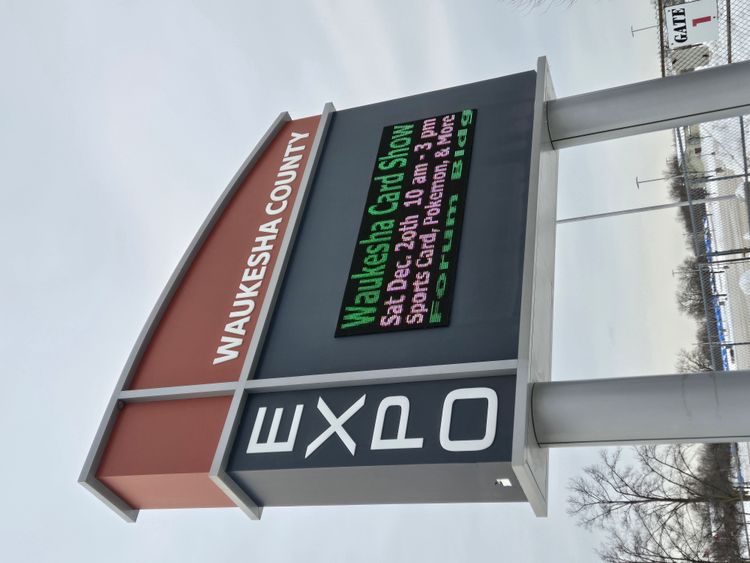 WAUKESHA COUNTY
EXPO
Waukesha Card Show
Sat Dec. 20th 10 am - 3 pm
Sports Card, Pokemon, & More
Forum Bldg
GATE
1